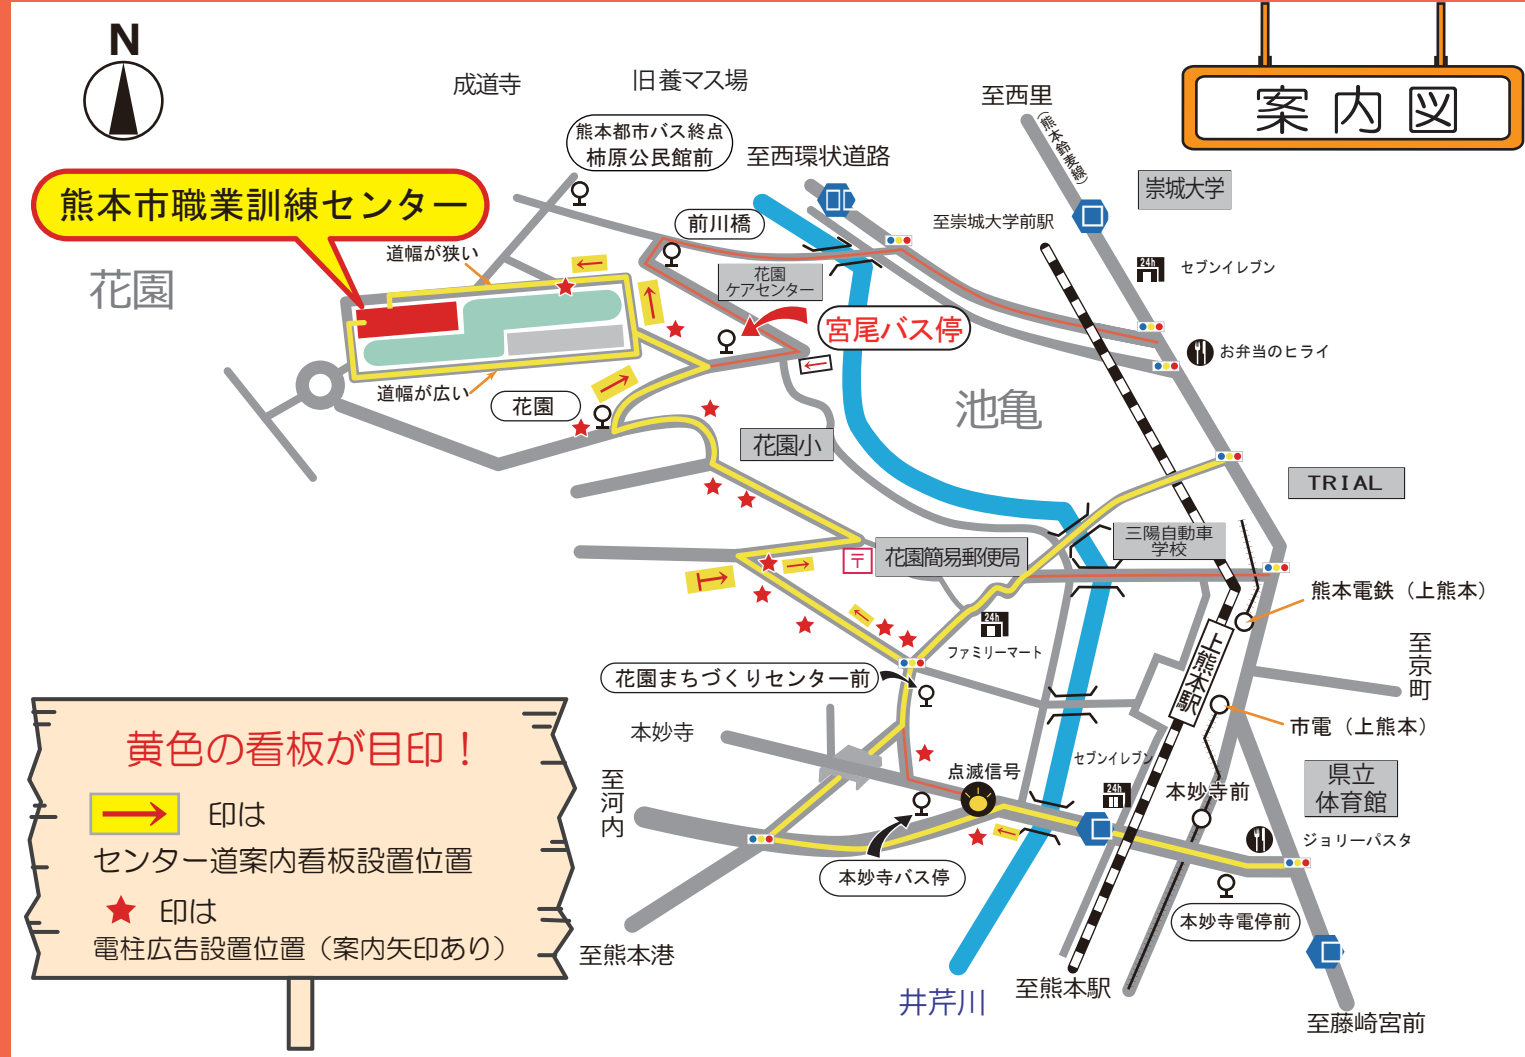 N
案内図
成道寺
旧養マス場
至西里
(熊本鈴麦線)
熊本都市バス終点
柿原公民館前
至西環状道路
崇城大学
熊本市職業訓練センター
前川橋
至崇城大学前駅
道幅が狭い
花園
花園
ケアセンター
24h
セブンイレブン
宮尾バス停
お弁当のヒライ
道幅が広い
花園
池亀
花園小
TRIAL
三陽自動車
学校
〒
花園簡易郵便局
熊本電鉄（上熊本）
24h
ファミリーマート
至京町
上熊本駅
花園まちづくりセンター前
本妙寺
市電（上熊本）
黄色の看板が目印！
印は
センター道案内看板設置位置
印は
電柱広告設置位置（案内矢印あり）
至河内
点滅信号
セブンイレブン
24h
本妙寺前
県立
体育館
ジョリーパスタ
本妙寺バス停
本妙寺電停前
至熊本港
井芹川
至熊本駅
至藤崎宮前